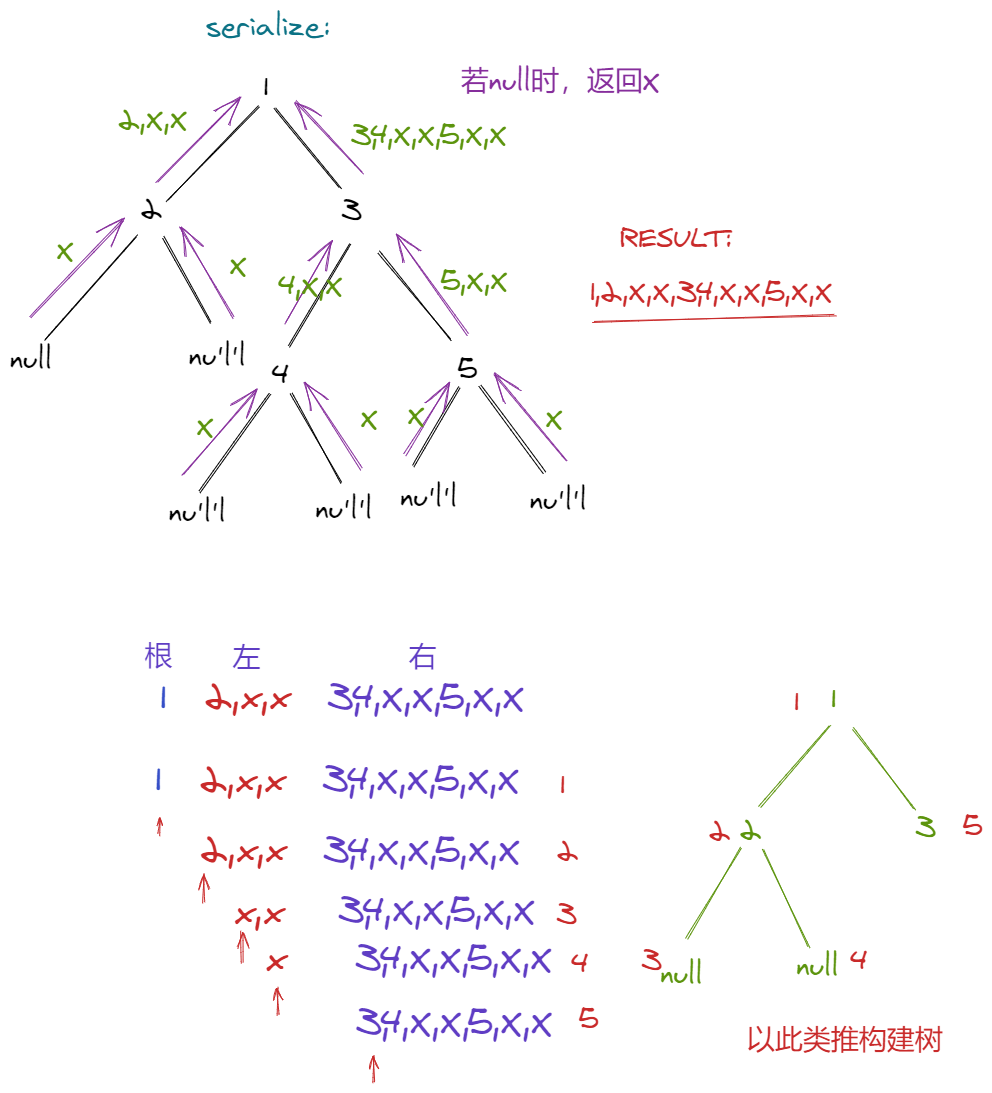 serialize:
1
若null时，返回X
2,X,X
3,4,X,X,5,X,X
2
3
X
X
4,X,X
5,X,X
RESULT:
1,2,X,X,3,4,X,X,5,X,X
null
null
4
5
X
X
X
X
null
null
null
null
根 左 右
1 2,X,X 3,4,X,X,5,X,X
1 2,X,X 3,4,X,X,5,X,X 1
2,X,X 3,4,X,X,5,X,X 2
X,X 3,4,X,X,5,X,X 3
X 3,4,X,X,5,X,X 4
3,4,X,X,5,X,X 5
1 1
2 2
3 5
3 null
null 4
以此类推构建树